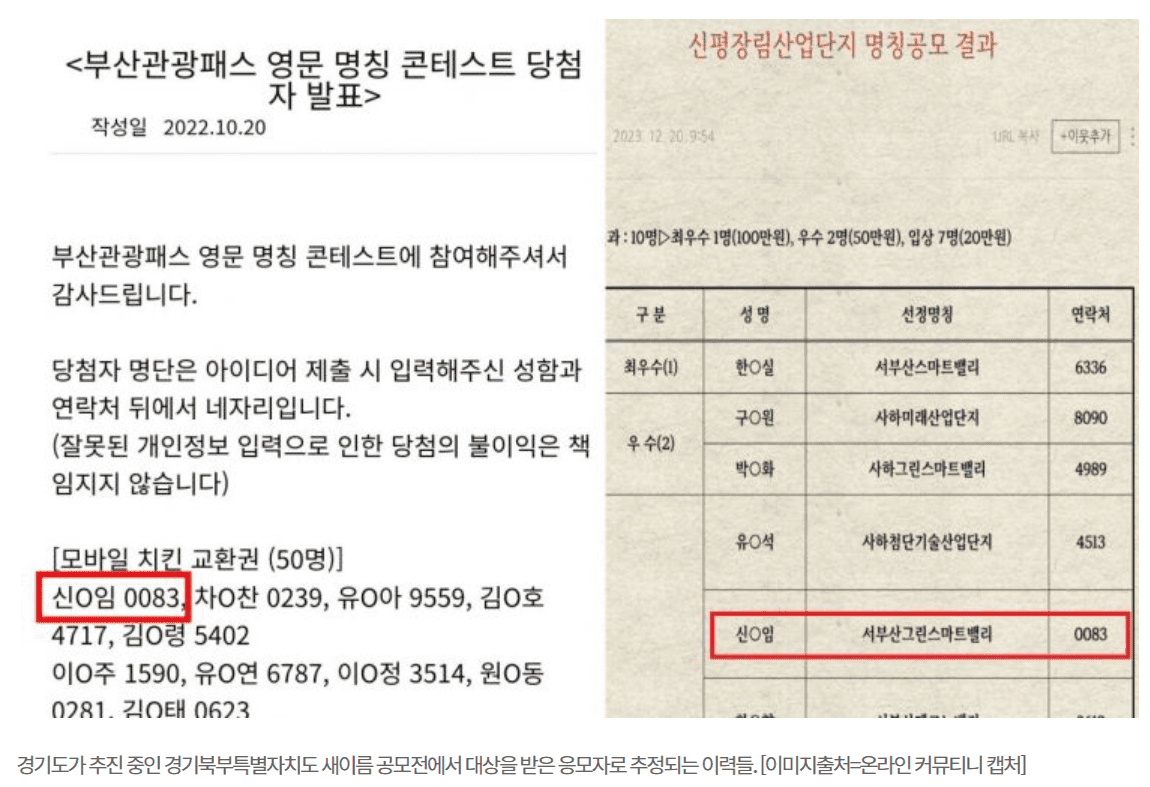 <부산관광패스 영문 명칭 콘테스트 당첨
자 발표>
작성일 2022.10.20
부산관광패스 영문 명칭 콘테스트에 참여해주셔서
감사드립니다.
당첨자 명단은 아이디어 제출 시 입력해주신 성함과
연락처 뒤에서 네자리입니다.
(잘못된 개인정보 입력으로 인한 당첨의 불이익은 책
임지지 않습니다)
[모바일 치킨 교환권 (50명)]
신O임 0083, 차O찬 0239, 유O아 9559, 김O호
4717, 김O령 5402
이O주 1590, 유O연 6787, 이O정 3514, 원O동
0281, 김O태 0623
신평장림산업단지 명칭공모 결과
2023. 12. 20. 9:54 URL 복사 +이웃추가
과 : 10명▷최우수 1명(100만원), 우수 2명(50만원), 입상 7명(20만원)
구 분 성 명 선정명칭 연락처
최우수(1) 한O실 서부산스마트밸리 6336
구O원 사하미래산업단지 8090
우 수(2)
박O화 사하그린스마트밸리 4989
유O석 사하첨단기술산업단지 4513
신O임 서부산그린스마트밸리 0083
경기도가 추진 중인 경기북부특별자치도 새이름 공모전에서 대상을 받은 응모자로 추정되는 이력들. [이미지출처=온라인 커뮤니티 캡처]